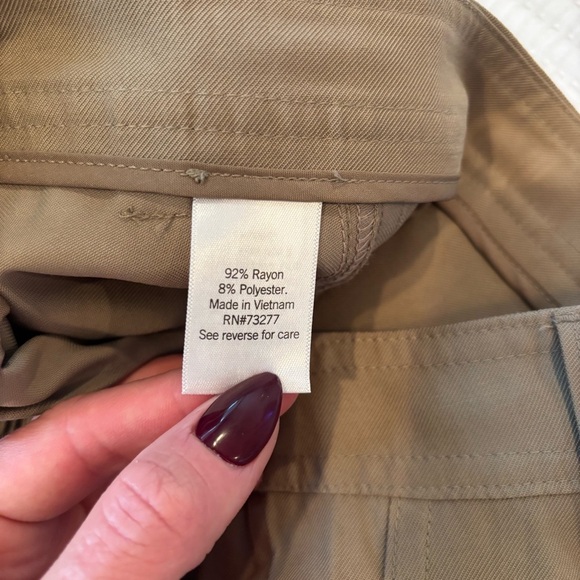 92% Rayon
8% Polyester.
Made in Vietnam
RN#73277
See reverse for care